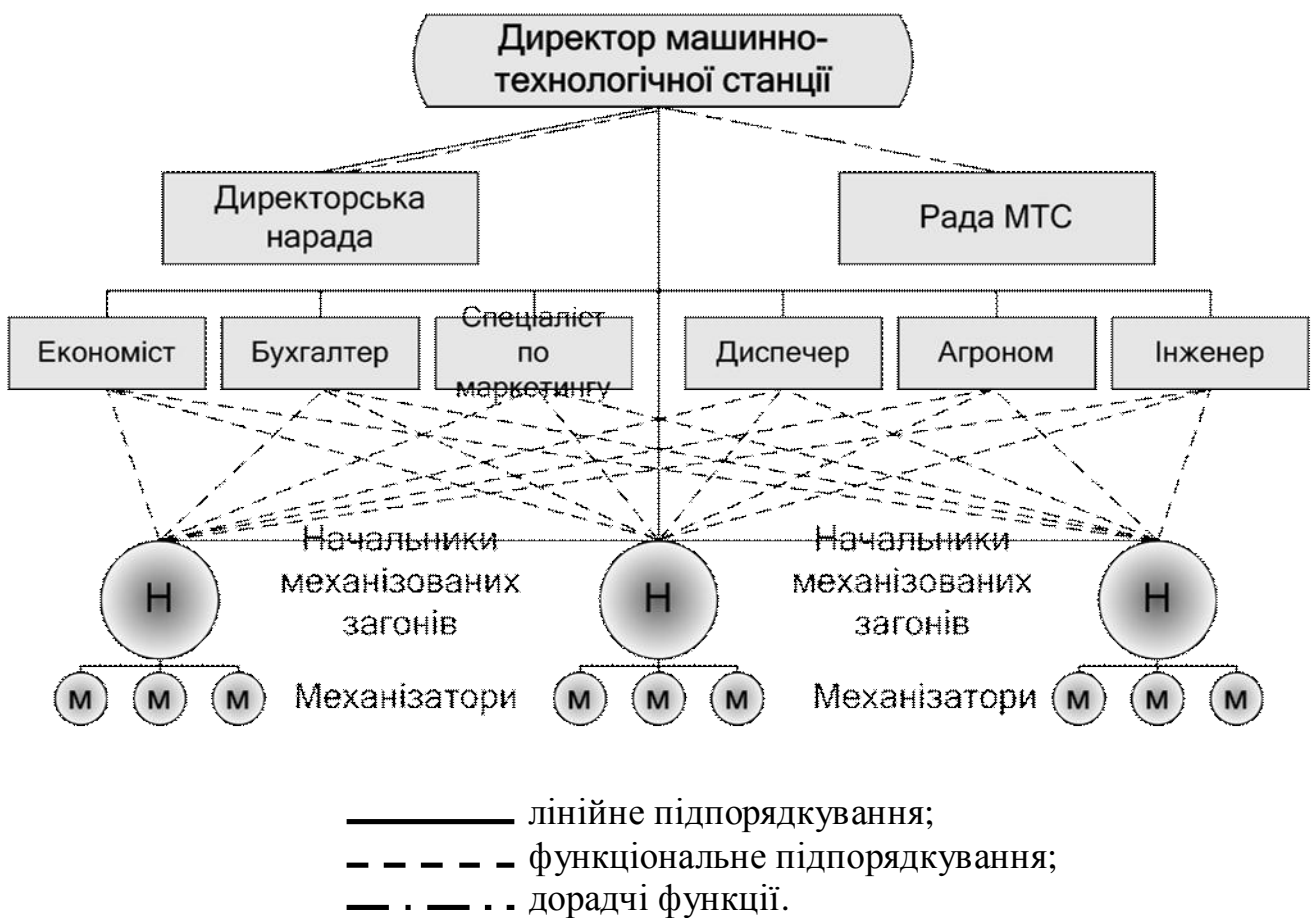 Директор машинно-
технологічної станції
Директорська
нарада
Рада МТС
Економіст
Бухгалтер
Спеціаліст
по
маркетингу
Диспечер
Агроном
Інженер
Начальники
механізованих
загонів
Начальники
механізованих
загонів
Н
Н
Н
М
М
М
Механізатори
М
М
М
Механізатори
М
М
М
лінійне підпорядкування;
функціональне підпорядкування;
дорадчі функції.